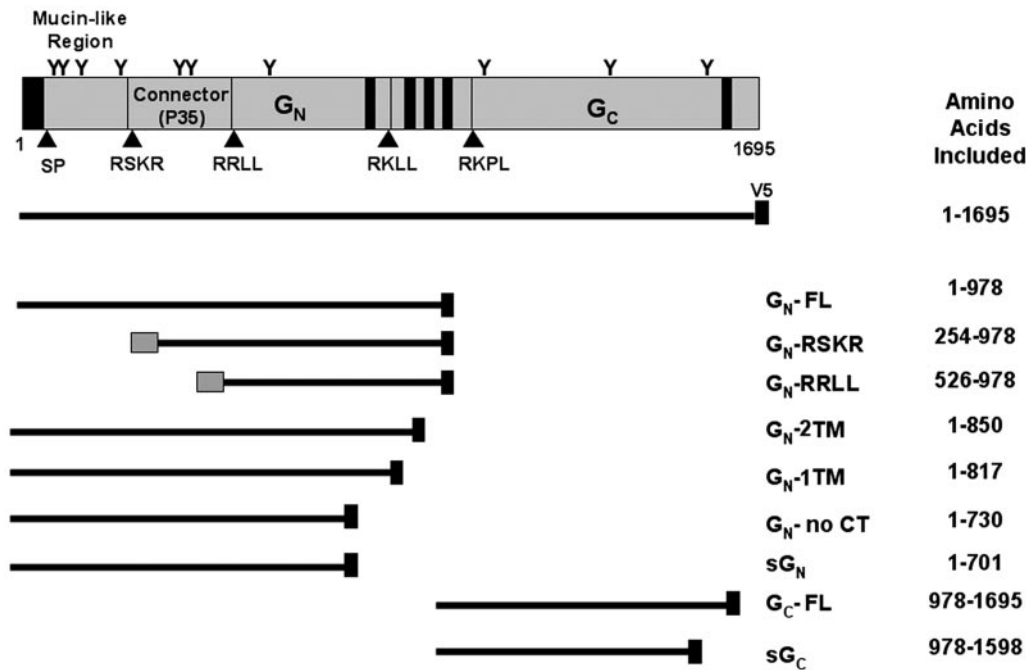 Mucin-like
Region
Y Y Y Y Y Y Y Y Y Y
Connector
(P35)
GN
GC
1
SP
RSKR
RRLL
RKLL
RKPL
1695
Amino
Acids
Included
V5
1-1695
GN-FL 1-978
GN-RSKR 254-978
GN-RRLL 526-978
GN-2TM 1-850
GN-1TM 1-817
GN- no CT 1-730
sGN 1-701
GC-FL 978-1695
sGC 978-1598